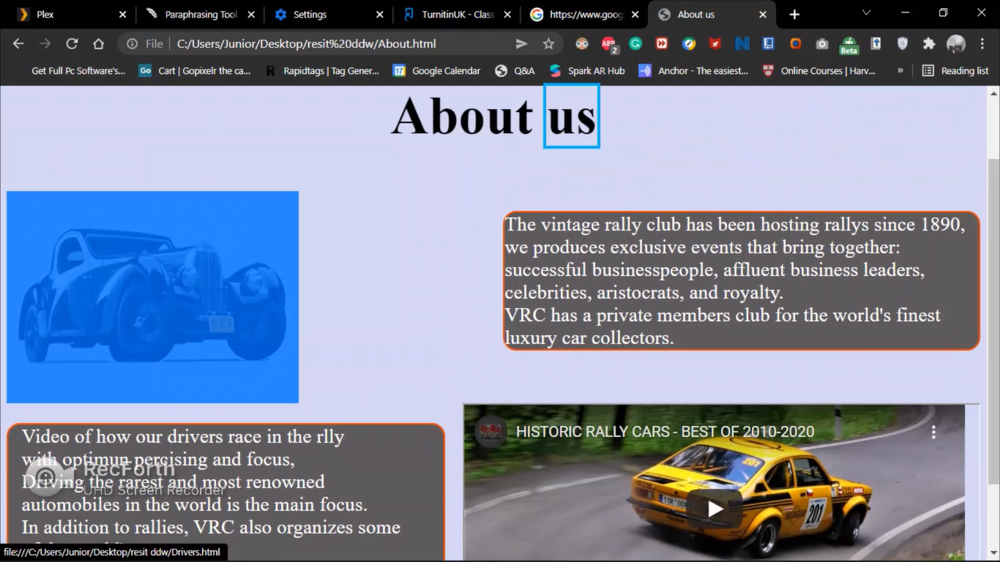 Plex
Paraphrasing Tool
Settings
TurnitinUK - Class
https://www.goog
About us
File
C:/Users/Junior/Desktop/resit%20ddw/About.html
ABP
2
Beta
Get Full Pc Software's...
Go
Cart | Gopixelr the ca...
R
Rapidtags | Tag Gener...
17
Google Calendar
Q&A
Spark AR Hub
Anchor - The easiest...
Online Courses | Harv...
»
Reading list
About us
The vintage rally club has been hosting rallys since 1890,
we produces exclusive events that bring together:
successful businesspeople, affluent business leaders,
celebrities, aristocrats, and royalty.
VRC has a private members club for the world's finest
luxury car collectors.
HISTORIC RALLY CARS - BEST OF 2010-2020
201
201
Video of how our drivers race in the rlly
with optimun percising and focus,
Driving the rarest and most renowned
automobiles in the world is the main focus.
In addition to rallies, VRC also organizes some
RecForth
UHD Screen Recorder
file:///C:/Users/Junior/Desktop/resit ddw/Drivers.html